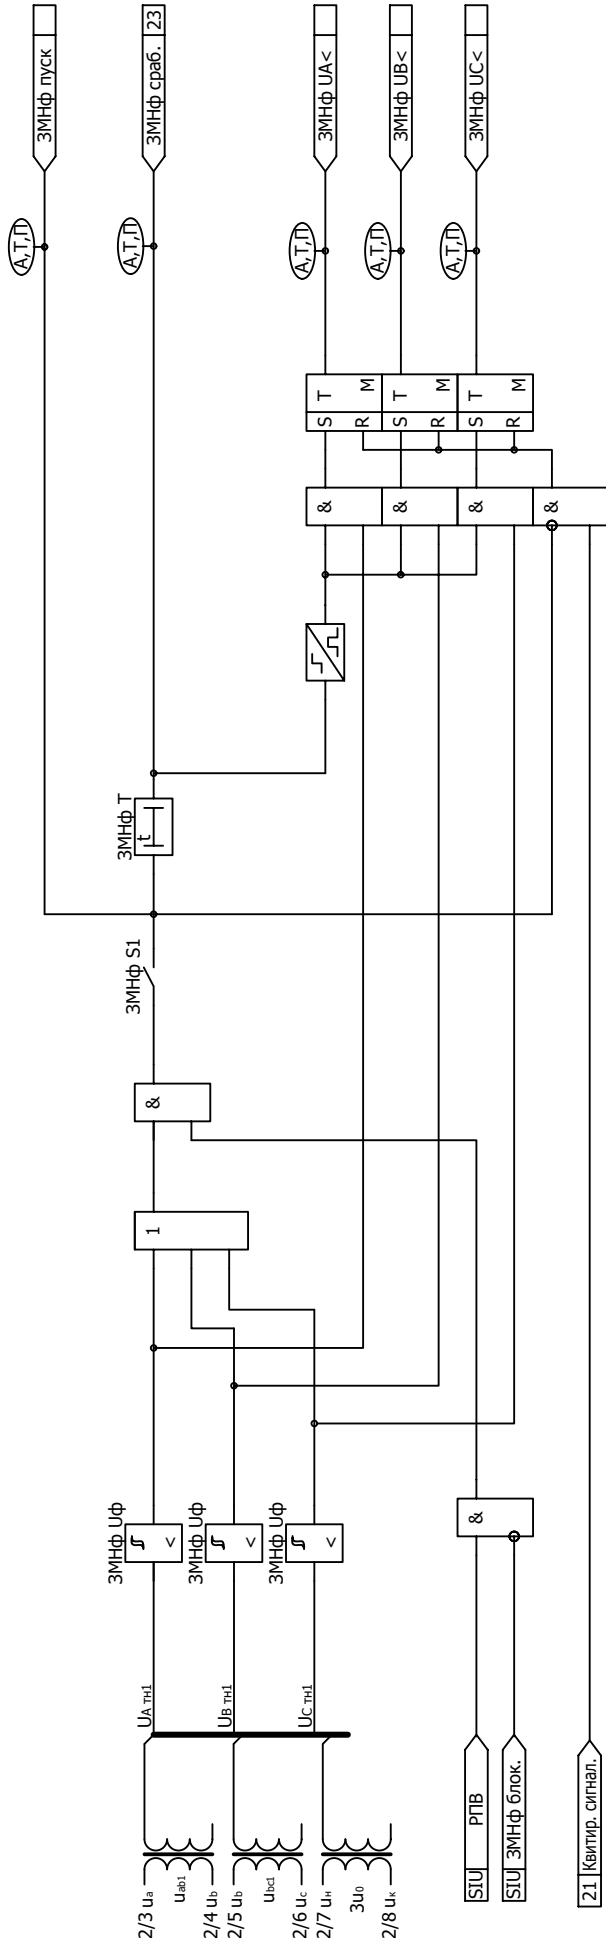 2/3 ua
uab1
2/4 ub
2/5 ub
ubc1
2/6 uc
2/7 uн
3u0
2/8 uк
UA тн1
UB тн1
UC тн1
ЗМНф Uф
<
ЗМНф Uф
<
ЗМНф Uф
<
SIU РПВ
SIU ЗМНф блок.
21 Квитир. сигнал.
&
1
&
ЗМНф S1
ЗМНф T
t
&
&
&
&
S T
R M
S T
R M
S T
R M
А,Т,П
А,Т,П
А,Т,П
А,Т,П
А,Т,П
ЗМНф пуск
ЗМНф сраб. 23
ЗМНф UA<
ЗМНф UB<
ЗМНф UC<